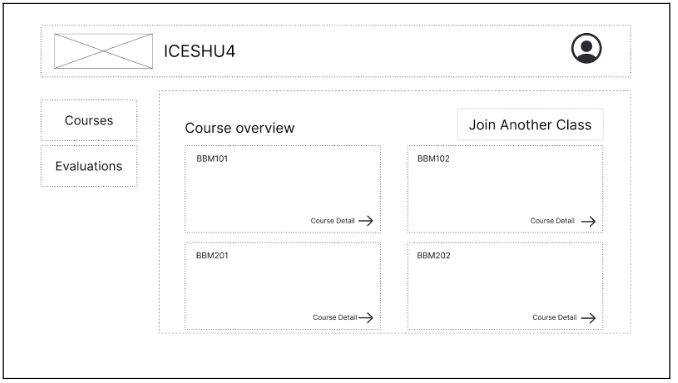 ICESHU4
Courses
Evaluations
Course overview
Join Another Class
BBM101
Course Detail
BBM102
Course Detail
BBM201
Course Detail
BBM202
Course Detail